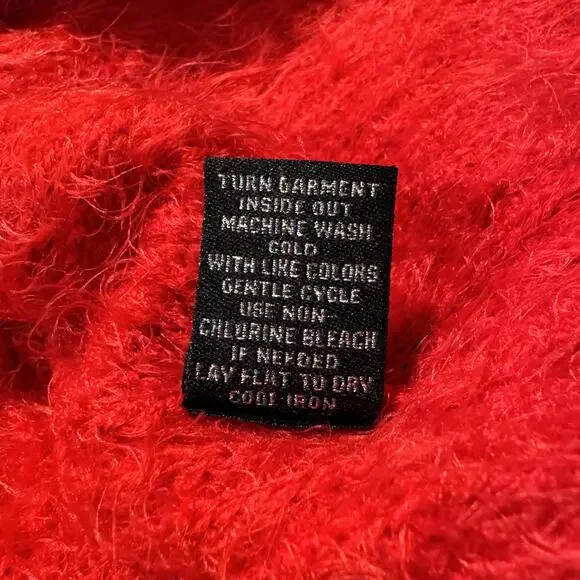 TURN GARMENT
INSIDE OUT
MACHINE WASH
COLD
WITH LIKE COLORS
GENTLE CYCLE
USE NON-
CHLORINE BLEACH
IF NEEDED
LAY FLAT TO DRY
COOL IRON